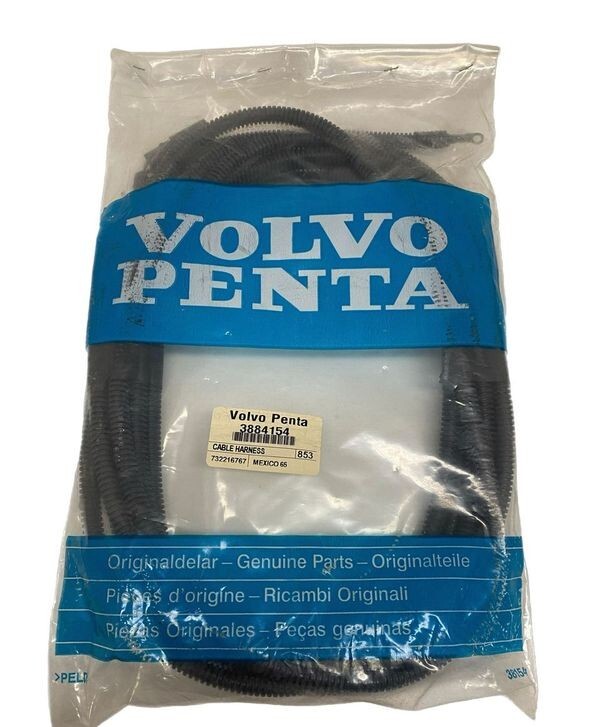 VOLVO
PENTA
Volvo Penta
3884154
CABLE HARNESS 853
732216767 MEXICO 65
Originaldelar – Genuine Parts – Originalteile
Pièces d'origine – Ricambi Originali
Piezas Originales – Peças genuinas